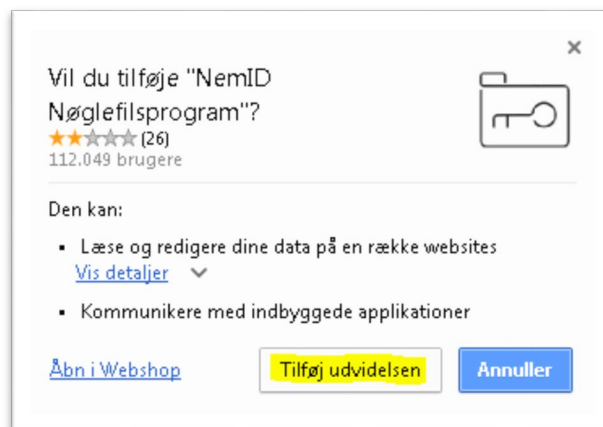 Vil du tilføje "NemID
Nøglefilsprogram"?
(26)
112.049 brugere
Den kan:
▪ Læse og redigere dine data på en række websites
Vis detaljer
▪ Kommunikere med indbyggede applikationer
Åbn i Webshop
Tilføj udvidelsen
Annuller